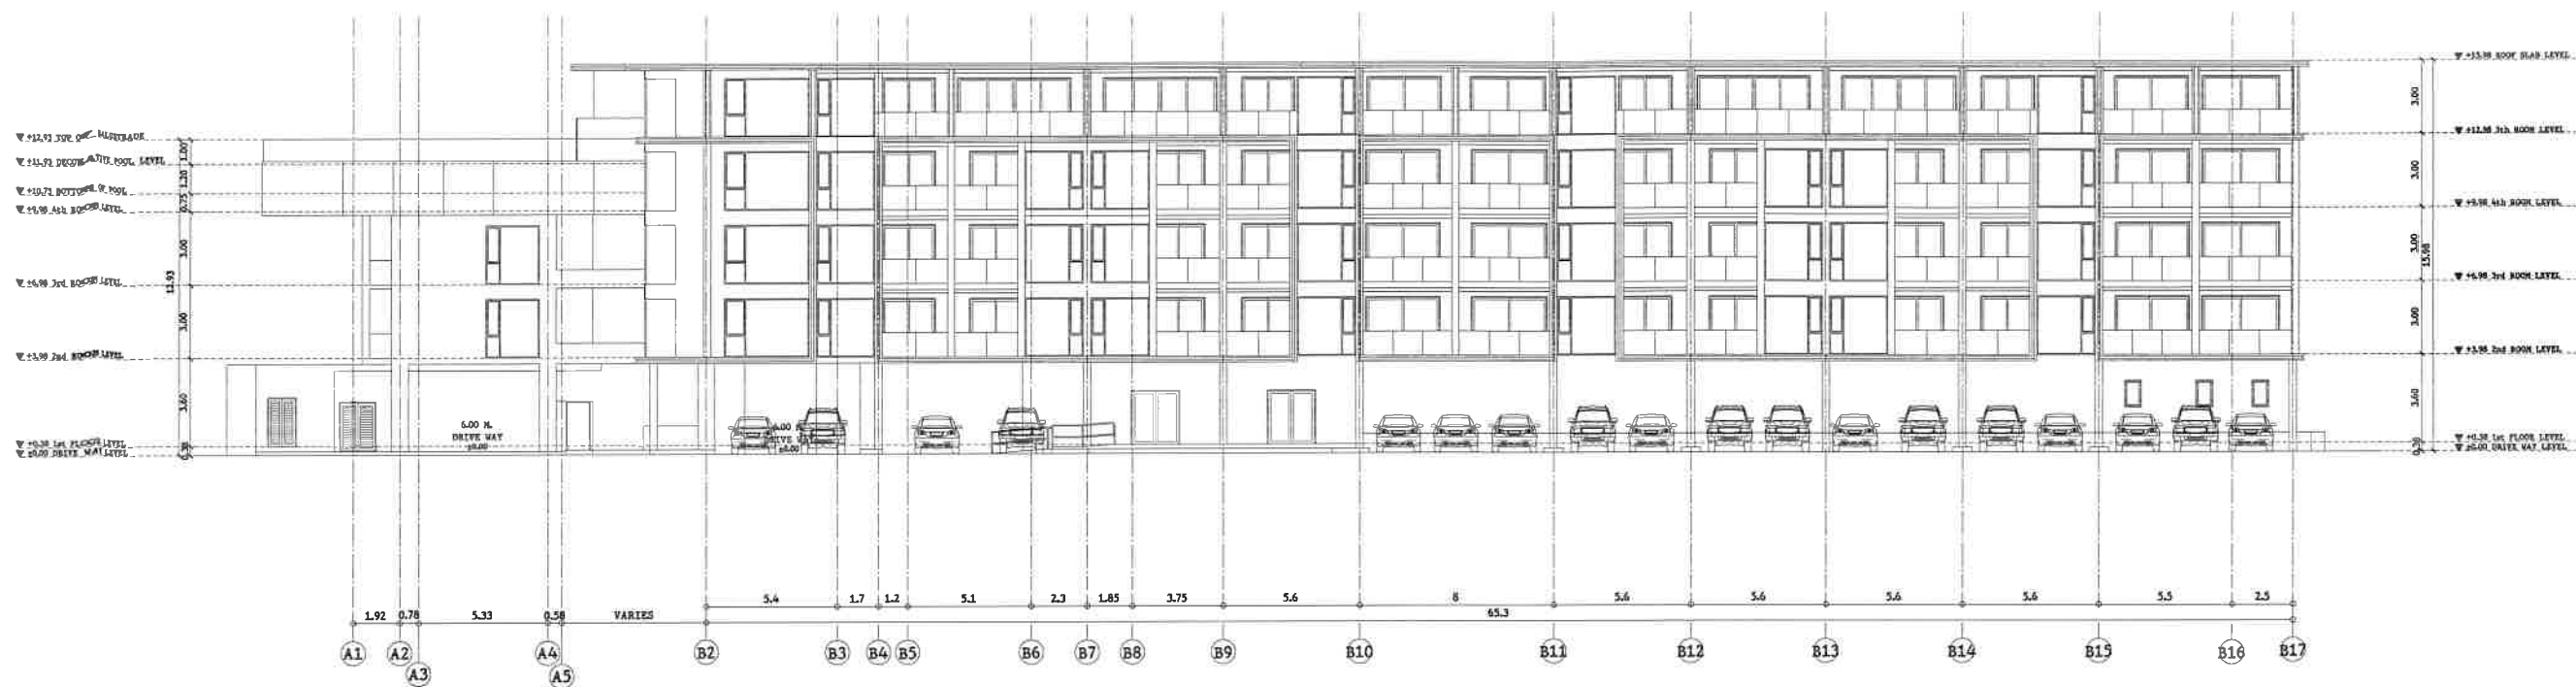 ▼ +15.98 ROOF SLAB LEVEL
▼ +12.93 TOP OF BALUSTRADE
▼ +12.98 5th ROOM LEVEL
▼ +11.93 DECORATIVE POOL LEVEL
▼ +10.73 BOTTOM OF POOL
▼ +9.98 4th ROOM LEVEL
▼ +9.98 4th ROOM LEVEL
▼ +6.98 3rd ROOM LEVEL
▼ +6.98 3rd ROOM LEVEL
▼ +3.98 2nd ROOM LEVEL
▼ +3.98 2nd ROOM LEVEL
▼ +0.38 1st FLOOR LEVEL
▼ +0.38 1st FLOOR LEVEL
▼ ±0.00 DRIVE WAY LEVEL
▼ ±0.00 DRIVE WAY LEVEL
1.00
1.20
0.75
3.00
3.00
3.60
0.38
12.93
3.00
3.00
3.00
3.00
3.60
0.38
15.98
6.00 M.
DRIVE WAY
±0.00
6.00
±0.00
5.4 1.7 1.2 5.1 2.3 1.85 3.75 5.6 8 5.6 5.6 5.6 5.6 5.5 2.5
1.92 0.78 5.33 0.58 VARIES 65.3
A1 A2 A4 B2 B3 B4 B5 B6 B7 B8 B9 B10 B11 B12 B13 B14 B15 B16 B17
A3 A5